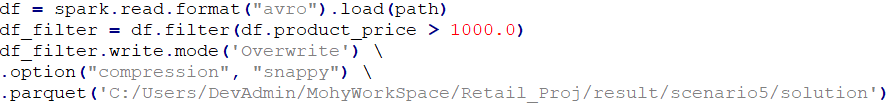 df = spark.read.format("avro").load(path)
df_filter = df.filter(df.product_price > 1000.0)
df_filter.write.mode('Overwrite') \
.option("compression", "snappy") \
.parquet('C:/Users/DevAdmin/MohyWorkSpace/Retail_Proj/result/scenario5/solution')